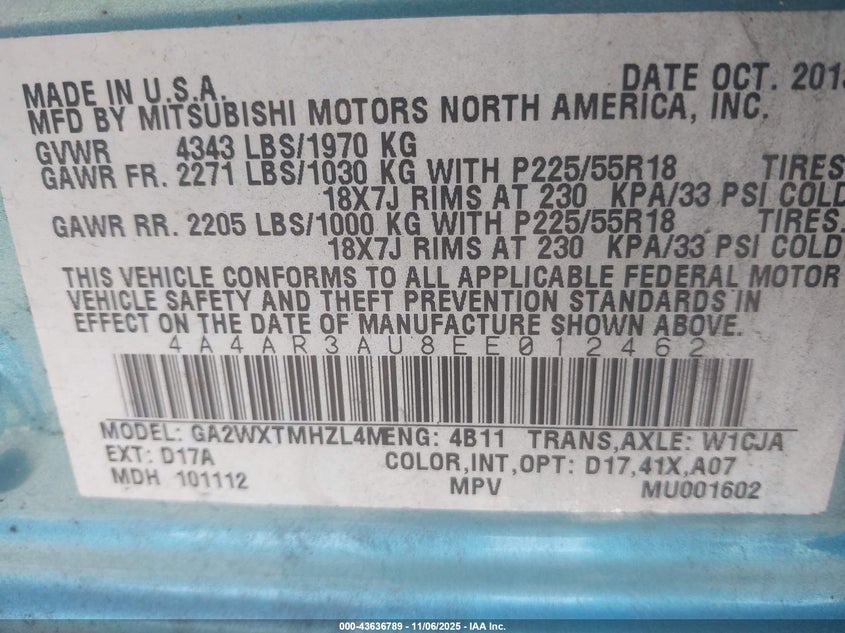 MADE IN U.S.A. DATE OCT. 2013
MFD BY MITSUBISHI MOTORS NORTH AMERICA, INC.
GVWR 4343 LBS/1970 KG
GAWR FR. 2271 LBS/1030 KG WITH P225/55R18 TIRES
18X7J RIMS AT 230 KPA/33 PSI COLD
GAWR RR. 2205 LBS/1000 KG WITH P225/55R18 TIRES.
18X7J RIMS AT 230 KPA/33 PSI COLD
THIS VEHICLE CONFORMS TO ALL APPLICABLE FEDERAL MOTOR
VEHICLE SAFETY AND THEFT PREVENTION STANDARDS IN
EFFECT ON THE DATE OF MANUFACTURE SHOWN ABOVE.
4A4AR3AU8EE012462
MODEL: GA2WXTMHZL4M ENG: 4B11 TRANS,AXLE: W1CJA
EXT: D17A COLOR,INT,OPT: D17,41X,A07
MDH 101112 MPV MU001602
000-43636789 - 11/06/2025 - IAA Inc.